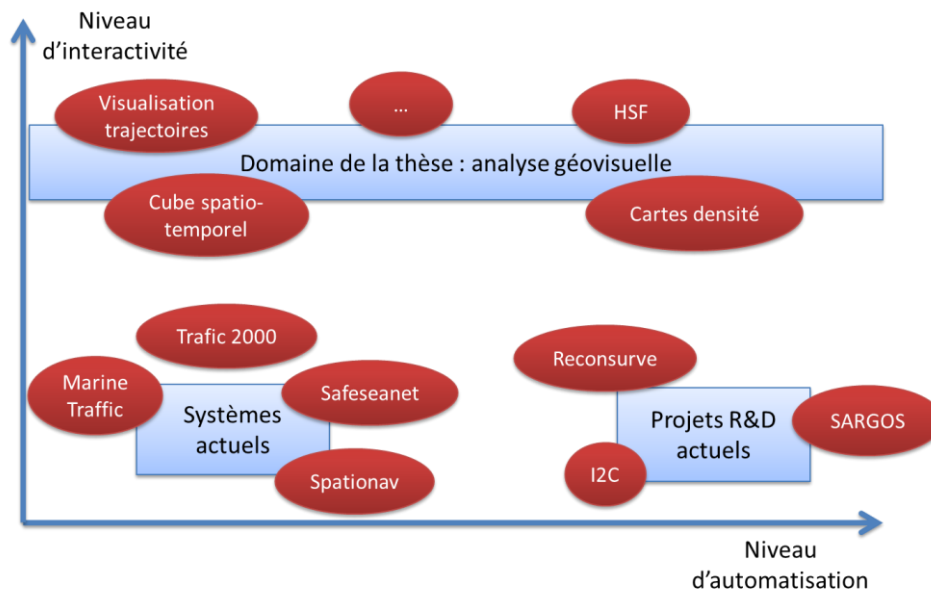 Niveau
d'interactivité
Visualisation
trajectoires
...
HSF
Domaine de la thèse : analyse géovisuelle
Cube spatio-
temporel
Cartes densité
Trafic 2000
Reconsurve
Marine
Traffic
Safeseanet
Systèmes
actuels
Projets R&D
actuels
SARGOS
I2C
Spationav
Niveau
d'automatisation